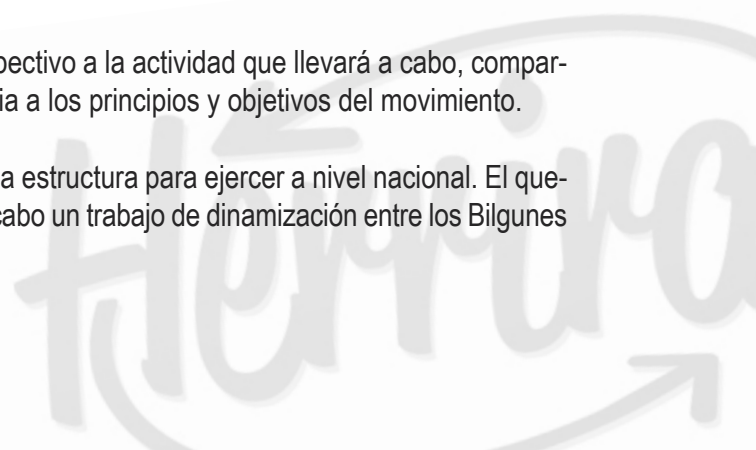 pectivo a la actividad que llevará a cabo, compar-
ia a los principios y objetivos del movimiento.
a estructura para ejercer a nivel nacional. El que-
cabo un trabajo de dinamización entre los Bilgunes
Herrira